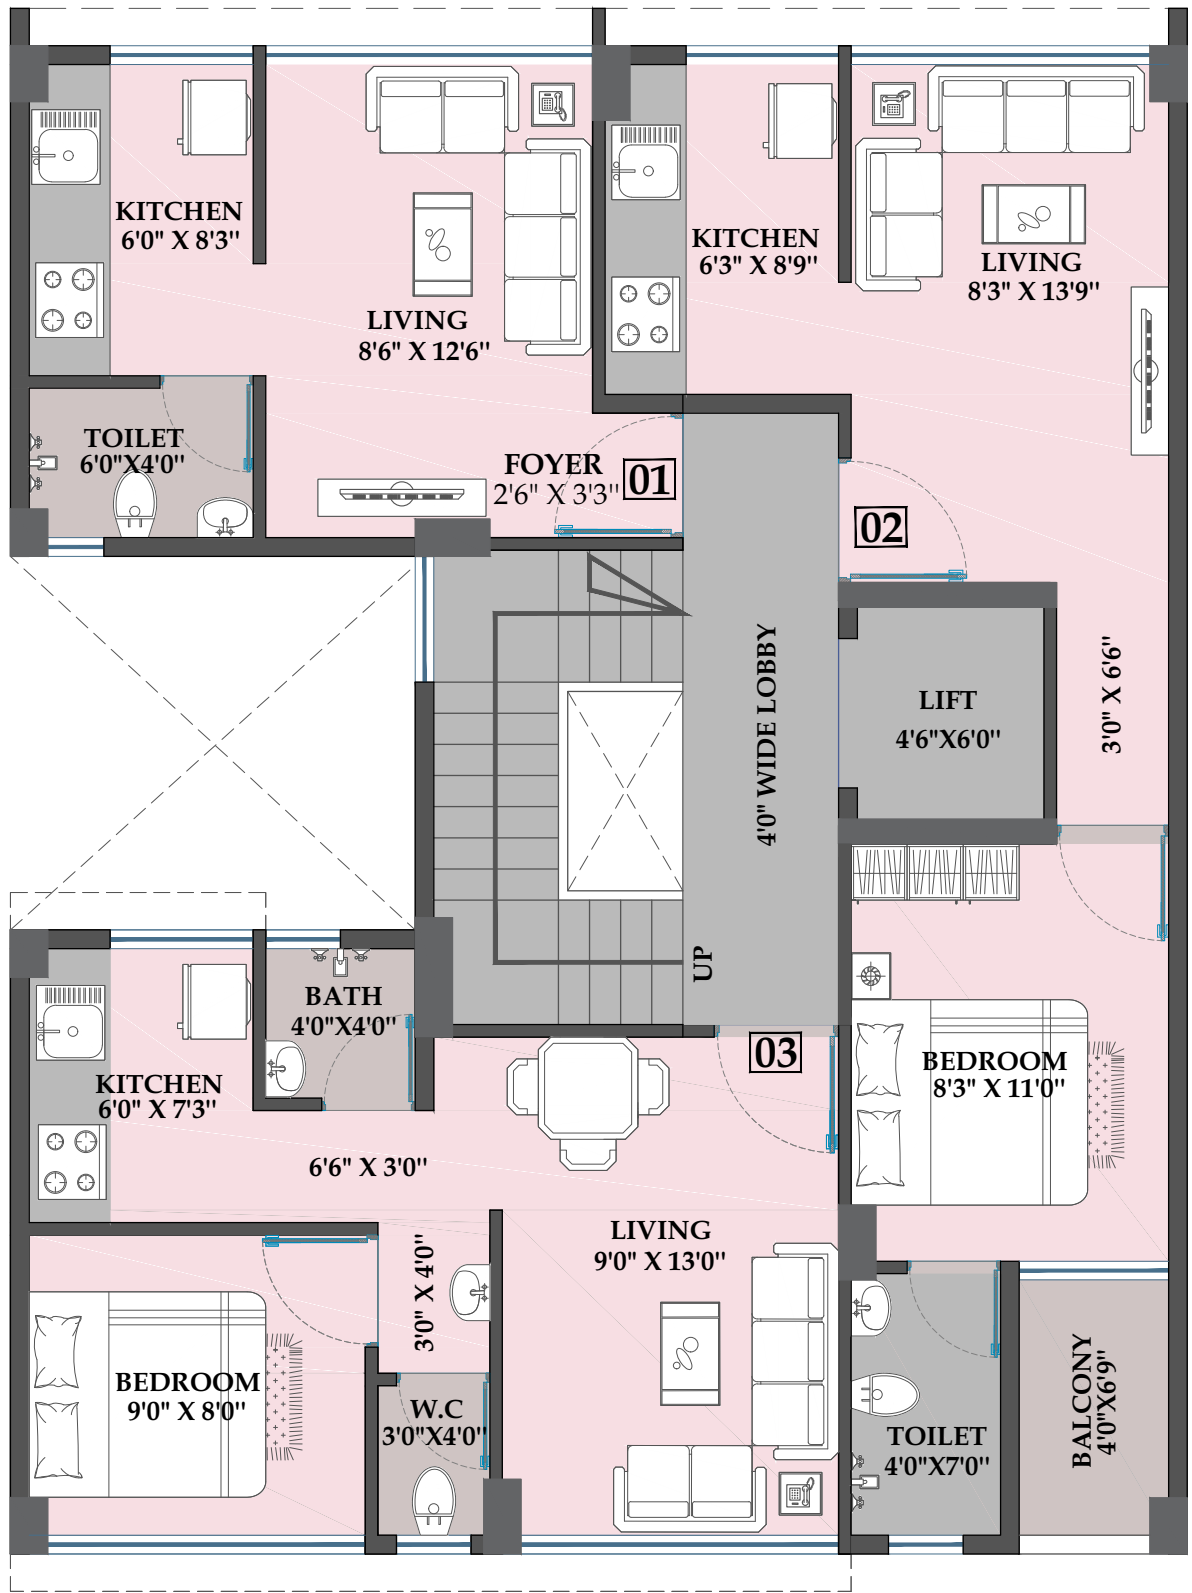 KITCHEN
6'0" X 8'3"
LIVING
8'6" X 12'6"
KITCHEN
6'3" X 8'9"
LIVING
8'3" X 13'9"
TOILET
6'0"X4'0"
FOYER
2'6" X 3'3"
01
02
4'0" WIDE LOBBY
LIFT
4'6"X6'0"
3'0" X 6'6"
UP
BATH
4'0"X4'0"
03
KITCHEN
6'0" X 7'3"
BEDROOM
8'3" X 11'0"
6'6" X 3'0"
LIVING
9'0" X 13'0"
3'0" X 4'0"
BEDROOM
9'0" X 8'0"
W.C
3'0"X4'0"
TOILET
4'0"X7'0"
BALCONY
4'0"X6'9"